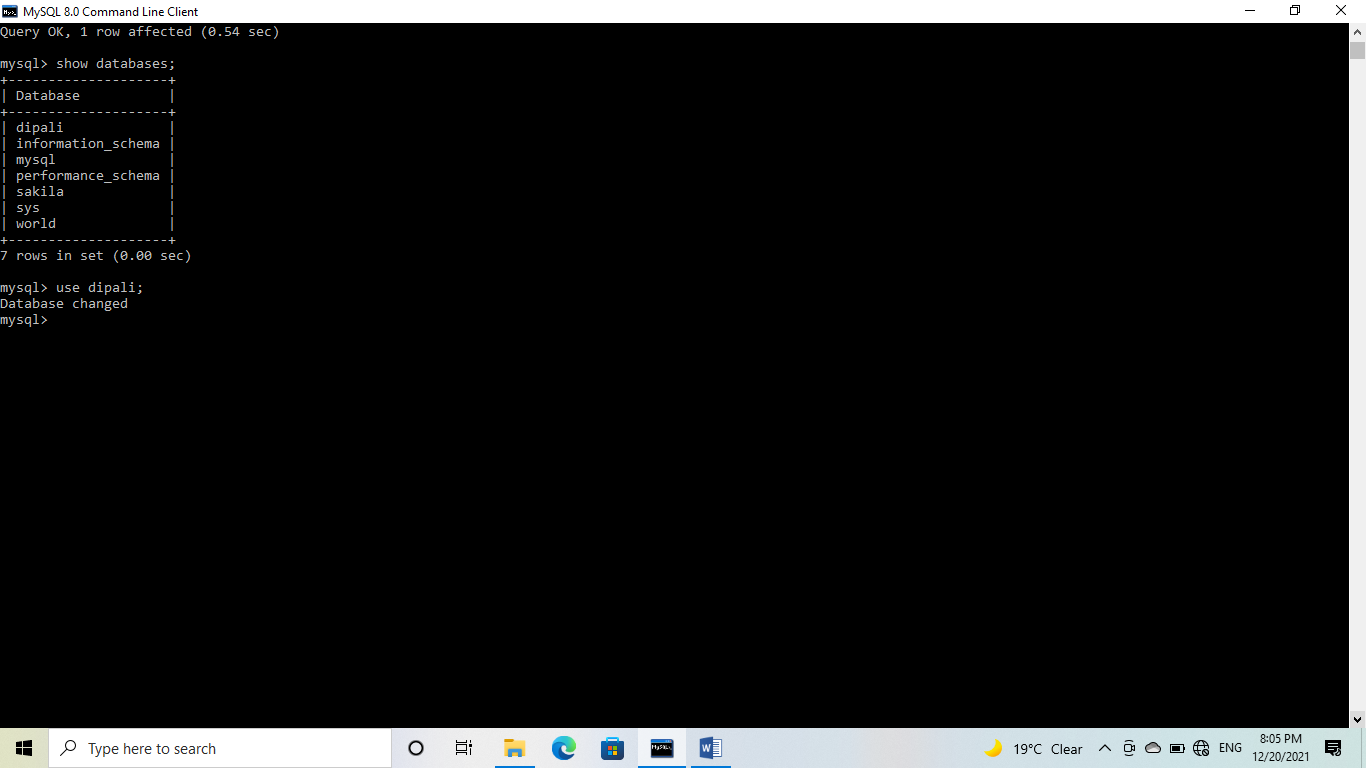 MySQL 8.0 Command Line Client
Query OK, 1 row affected (0.54 sec)
mysql> show databases;
+--------------------+
| Database           |
+--------------------+
| dipali             |
| information_schema |
| mysql              |
| performance_schema |
| sakila             |
| sys                |
| world              |
+--------------------+
7 rows in set (0.00 sec)
mysql> use dipali;
Database changed
mysql>
Type here to search
19°C Clear
ENG
8:05 PM
12/20/2021